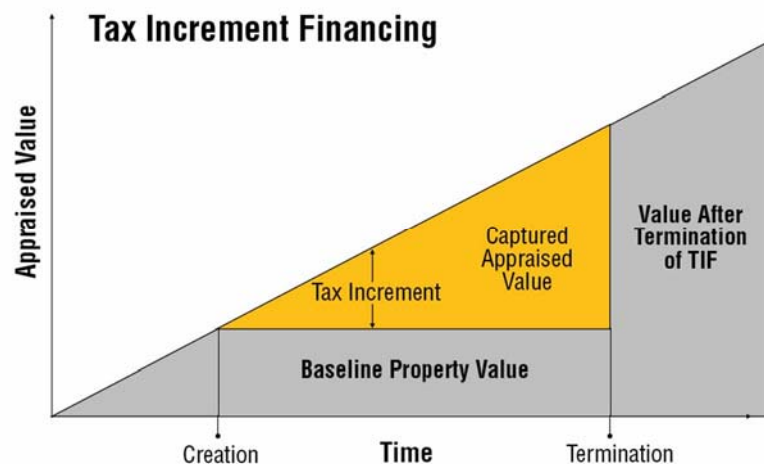 Tax Increment Financing
Appraised Value
Captured
Appraised
Value
Tax Increment
Value After
Termination
of TIF
Baseline Property Value
Creation
Time
Termination